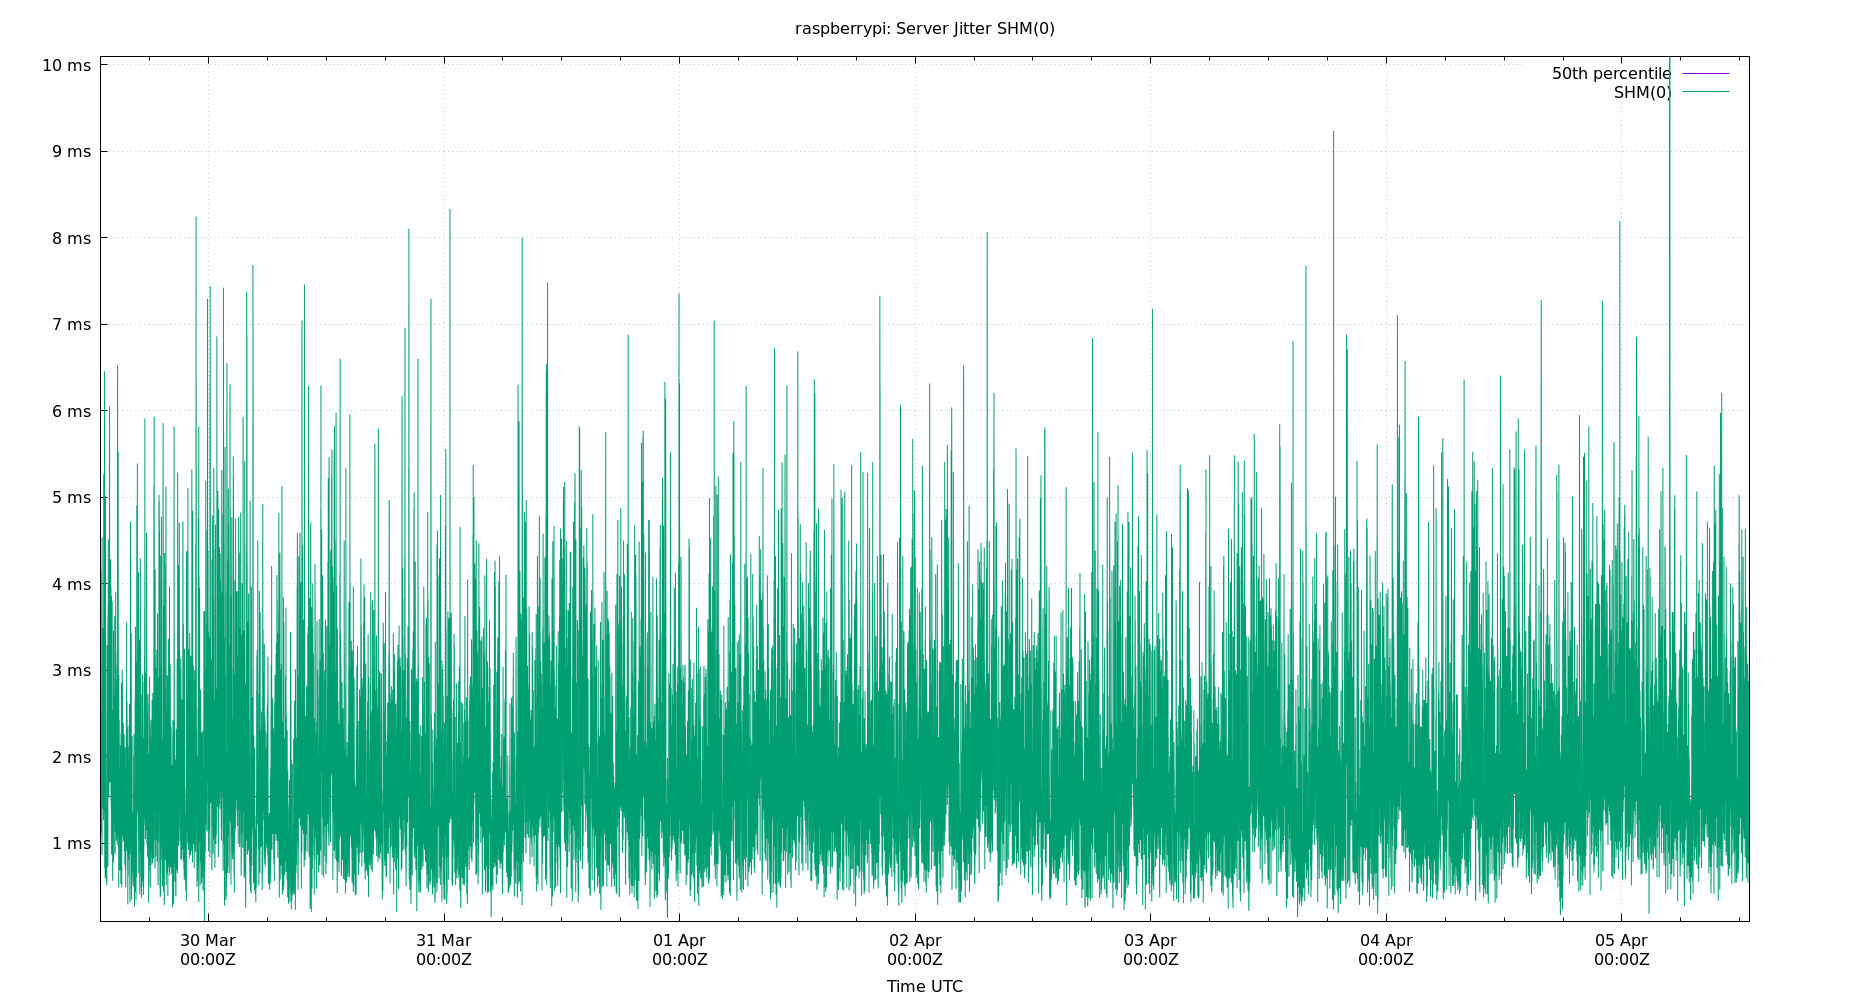 raspberrypi: Server Jitter SHM(0)
10 ms
50th percentile
SHM(0)
9 ms
8 ms
7 ms
6 ms
5 ms
4 ms
3 ms
2 ms
1 ms
30 Mar 31 Mar 01 Apr 02 Apr 03 Apr 04 Apr 05 Apr
00:00Z 00:00Z 00:00Z 00:00Z 00:00Z 00:00Z 00:00Z
Time UTC